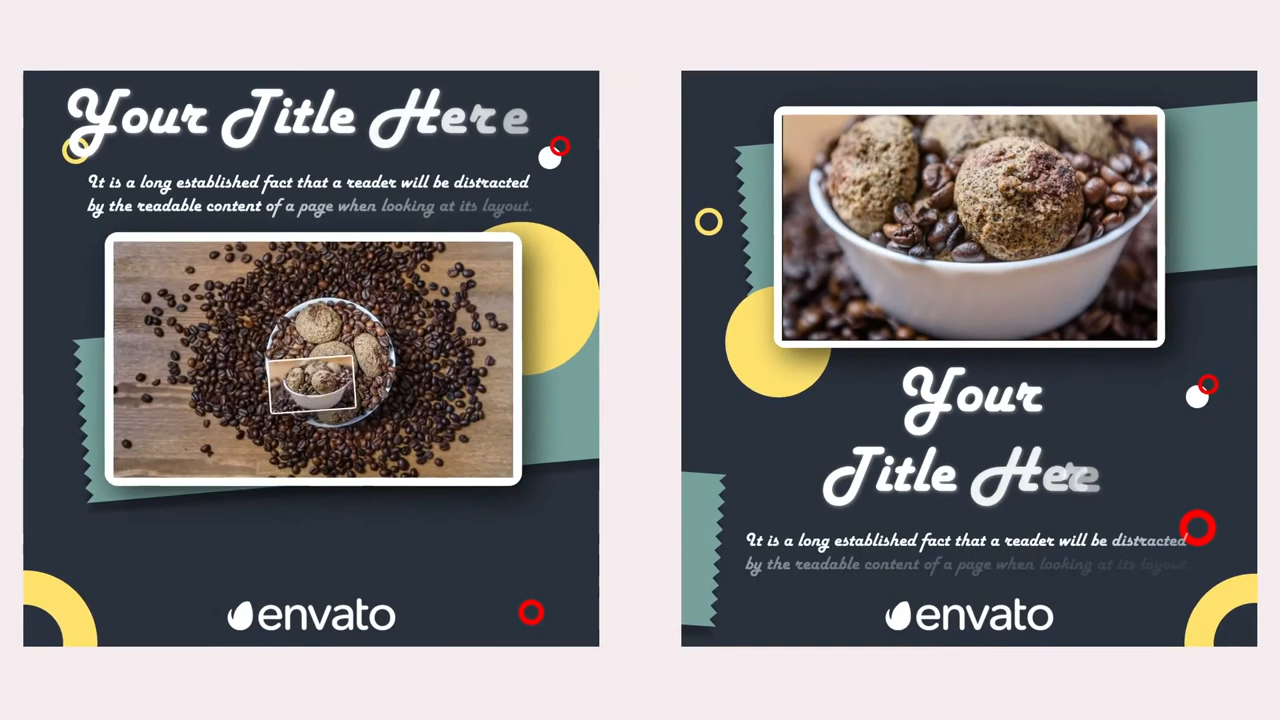 Your Title Here
It is a long established fact that a reader will be distracted
by the readable content of a page when looking at its layout.
envato
Your
Title Here
It is a long established fact that a reader will be distracted
by the readable content of a page when looking at its layout.
envato